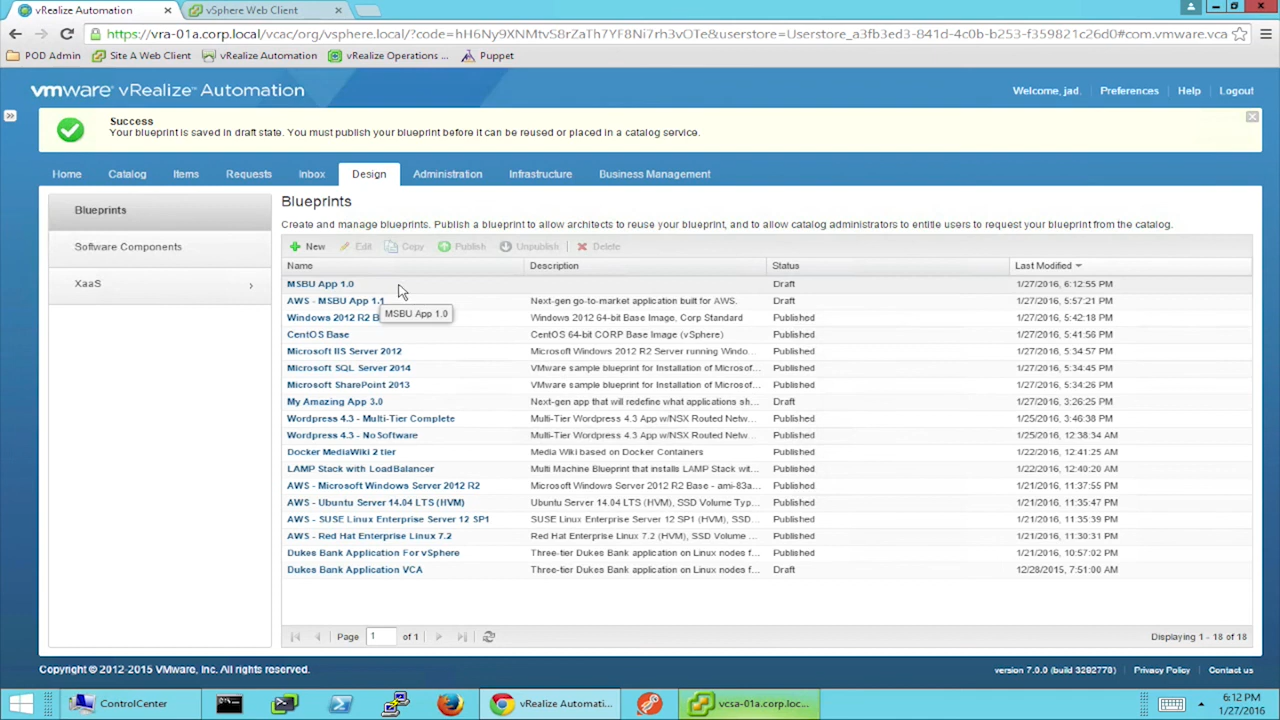 vRealize Automation
vSphere Web Client
https://vra-01a.corp.local/vcac/org/vsphere.local/?code=hH6Ny9XNMtvXsZaTh7YF8Ni7rh3vOTe&userstore=Userstore_a3fb3ed3-841d-4c0b-b253-f359821c26d0#com.vmware.vca
POD Admin
Site A Web Client
vRealize Automation
vRealize Operations ...
Puppet
vmware® vRealize™ Automation
Welcome, jad.
Preferences
Help
Logout
Success
Your blueprint is saved in draft state. You must publish your blueprint before it can be reused or placed in a catalog service.
Home
Catalog
Items
Requests
Inbox
Design
Administration
Infrastructure
Business Management
Blueprints
Software Components
XaaS
Blueprints
Create and manage blueprints. Publish a blueprint to allow architects to reuse your blueprint, and to allow catalog administrators to entitle users to request your blueprint from the catalog.
New
Edit
Copy
Publish
Unpublish
Delete
Name Description Status Last Modified
MSBU App 1.0 Draft 1/27/2016, 6:12:55 PM
AWS - MSBU App 1.1 Next-gen go-to-market application built for AWS. Draft 1/27/2016, 5:57:21 PM
MSBU App 1.0
Windows 2012 R2 B Windows 2012 64-bit Base Image, Corp Standard Published 1/27/2016, 5:42:18 PM
CentOS Base CentOS 64-bit CORP Base Image (vSphere) Published 1/27/2016, 5:41:56 PM
Microsoft IIS Server 2012 Microsoft Windows 2012 R2 Server running Windo... Published 1/27/2016, 5:34:57 PM
Microsoft SQL Server 2014 VMware sample blueprint for Installation of Microsof... Published 1/27/2016, 5:34:45 PM
Microsoft SharePoint 2013 VMware sample blueprint for Installation of Microsof... Published 1/27/2016, 5:34:26 PM
My Amazing App 3.0 Next-gen app that will redefine what applications sh... Draft 1/27/2016, 3:26:25 PM
Wordpress 4.3 - Multi-Tier Complete Multi-Tier Wordpress 4.3 App w/NSX Routed Netw... Published 1/25/2016, 3:46:38 PM
Wordpress 4.3 - NoSoftware Multi-Tier Wordpress 4.3 App w/NSX Routed Netw... Published 1/25/2016, 12:38:34 AM
Docker MediaWiki 2 tier Media Wiki based on Docker Containers Published 1/22/2016, 12:41:25 AM
LAMP Stack with LoadBalancer Multi Machine Blueprint that installs LAMP Stack wit... Published 1/22/2016, 12:40:20 AM
AWS - Microsoft Windows Server 2012 R2 Microsoft Windows Server 2012 R2 Base - ami-83a... Published 1/21/2016, 11:37:55 PM
AWS - Ubuntu Server 14.04 LTS (HVM) Ubuntu Server 14.04 LTS (HVM), SSD Volume Typ... Published 1/21/2016, 11:35:47 PM
AWS - SUSE Linux Enterprise Server 12 SP1 SUSE Linux Enterprise Server 12 SP1 (HVM), SSD... Published 1/21/2016, 11:35:39 PM
AWS - Red Hat Enterprise Linux 7.2 Red Hat Enterprise Linux 7.2 (HVM), SSD Volume ... Published 1/21/2016, 11:30:31 PM
Dukes Bank Application For vSphere Three-tier Dukes Bank application on Linux nodes f... Published 1/21/2016, 10:57:02 PM
Dukes Bank Application VCA Three-tier Dukes Bank application on Linux nodes f... Draft 12/28/2015, 7:51:00 AM
Page 1 of 1
Displaying 1 - 18 of 18
Copyright © 2012-2015 VMware, Inc. All rights reserved.
version 7.0.0 (build 3292778)
Privacy Policy
Contact us
ControlCenter
vRealize Automati...
vcsa-01a.corp.loc...
6:12 PM
1/27/2016